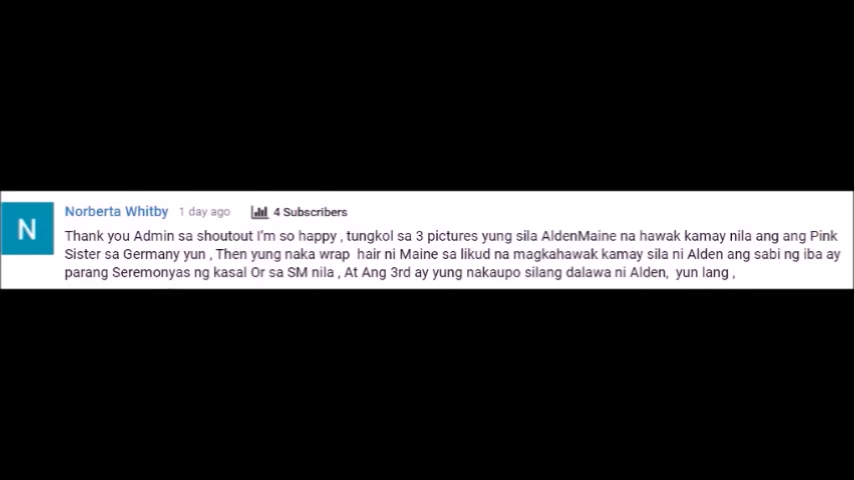 N
Norberta Whitby 1 day ago 4 Subscribers
Thank you Admin sa shoutout I'm so happy , tungkol sa 3 pictures yung sila AldenMaine na hawak kamay nila ang ang Pink
Sister sa Germany yun , Then yung naka wrap hair ni Maine sa likud na magkahawak kamay sila ni Alden ang sabi ng iba ay
parang Seremonyas ng kasal Or sa SM nila , At Ang 3rd ay yung nakaupo silang dalawa ni Alden, yun lang ,